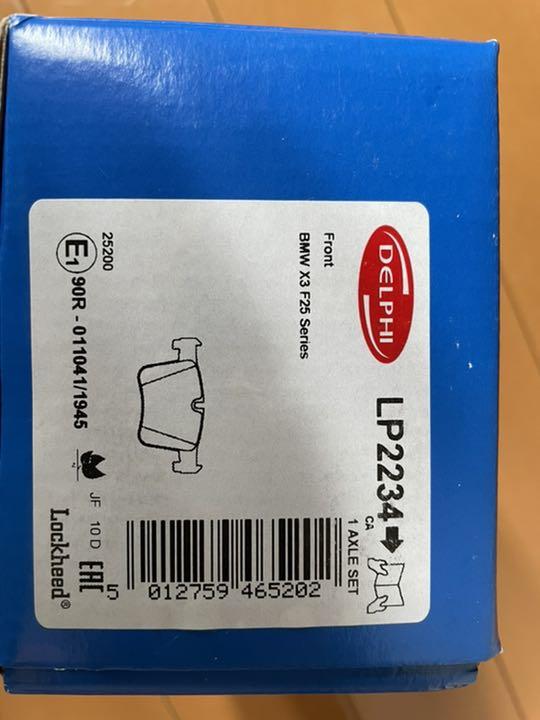 DELPHI
LP2234
CA
1 AXLE SET
Front
BMW X3 F25 Series
25200
E1 90R - 011041/1945
JF 10D
Lockheed®
EAC
5 012759 465202